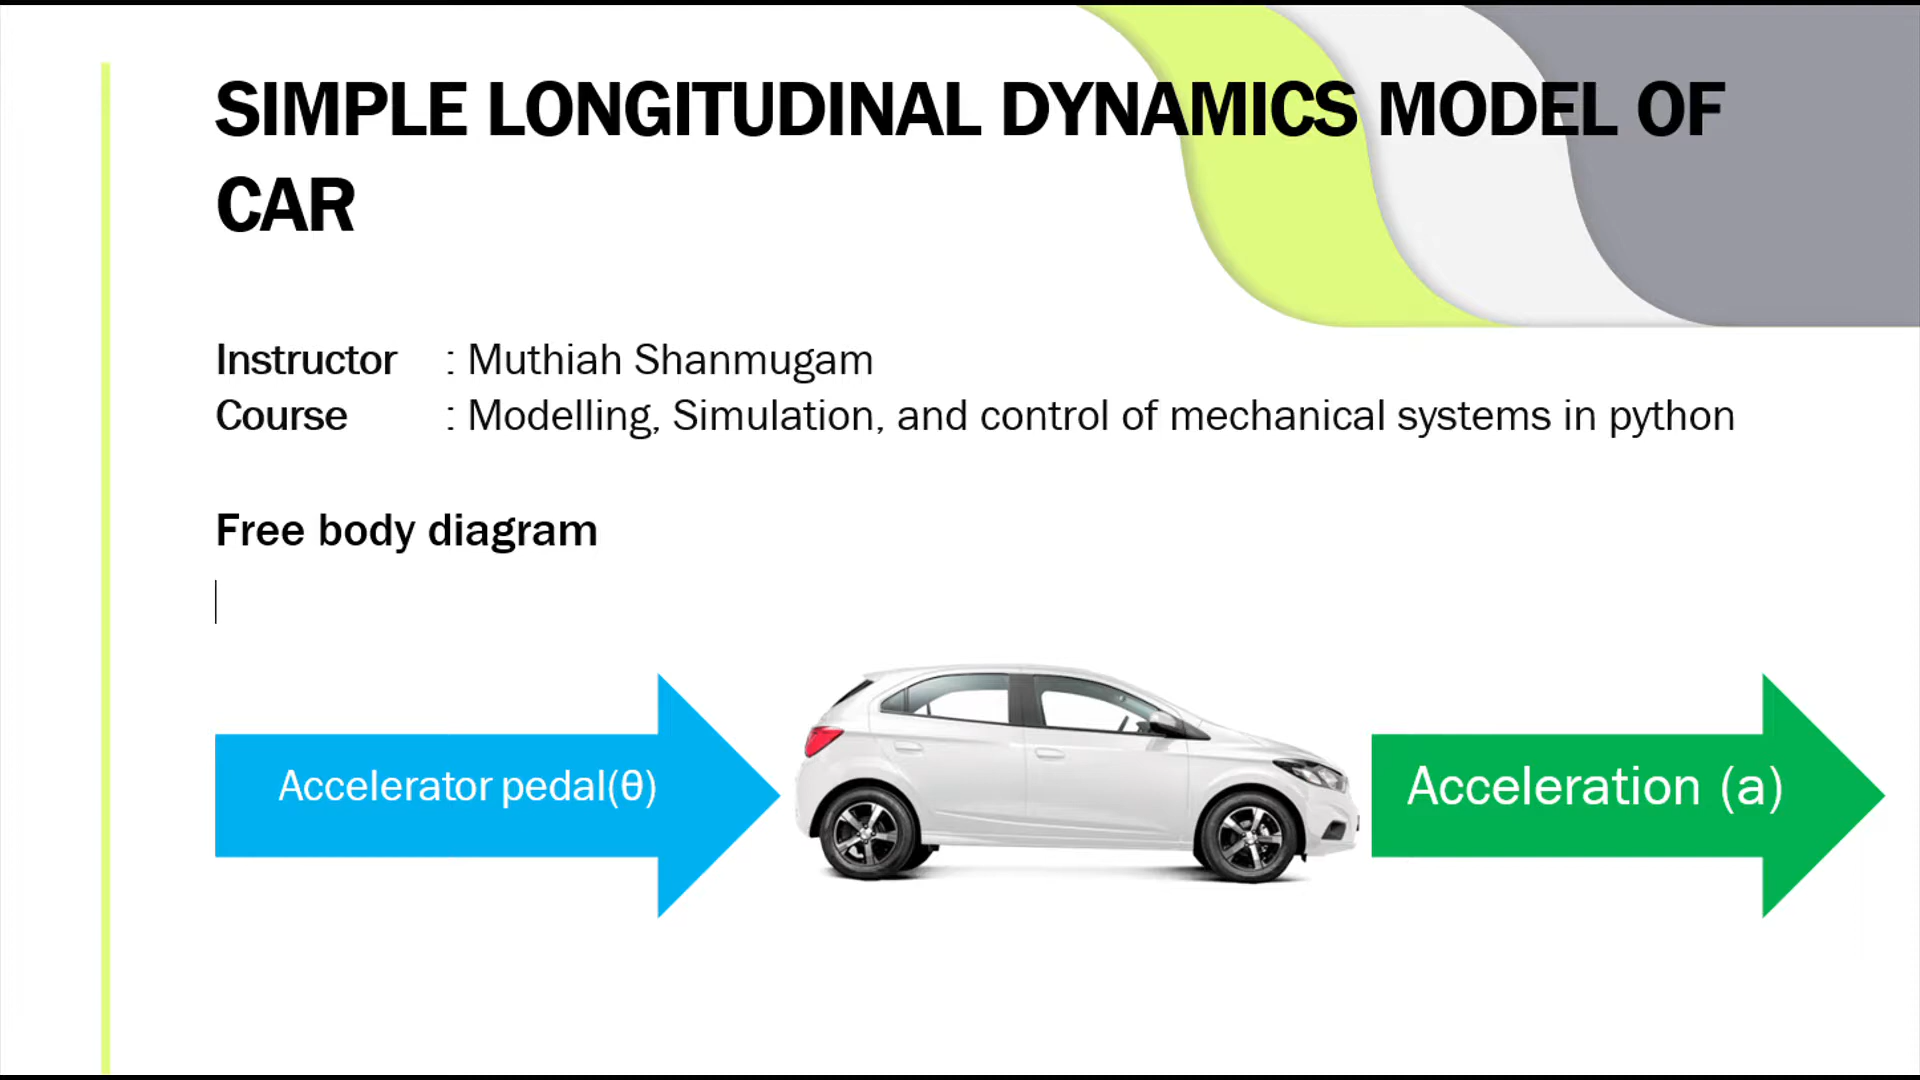 SIMPLE LONGITUDINAL DYNAMICS MODEL OF
CAR
Instructor : Muthiah Shanmugam
Course : Modelling, Simulation, and control of mechanical systems in python
Free body diagram
Accelerator pedal(θ)
Acceleration (a)